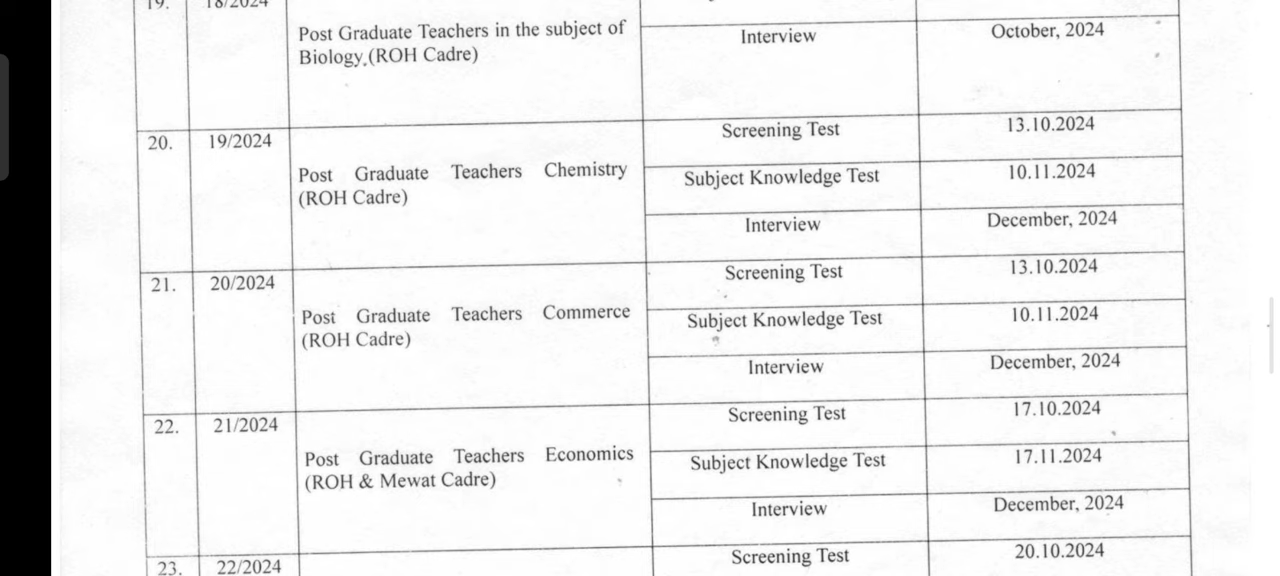 19. 18/2024
Post Graduate Teachers in the subject of
Biology (ROH Cadre)
Interview October, 2024
20. 19/2024
Post Graduate Teachers Chemistry
(ROH Cadre)
Screening Test 13.10.2024
Subject Knowledge Test 10.11.2024
Interview December, 2024
21. 20/2024
Post Graduate Teachers Commerce
(ROH Cadre)
Screening Test 13.10.2024
Subject Knowledge Test 10.11.2024
Interview December, 2024
22. 21/2024
Post Graduate Teachers Economics
(ROH & Mewat Cadre)
Screening Test 17.10.2024
Subject Knowledge Test 17.11.2024
Interview December, 2024
23. 22/2024
Screening Test 20.10.2024